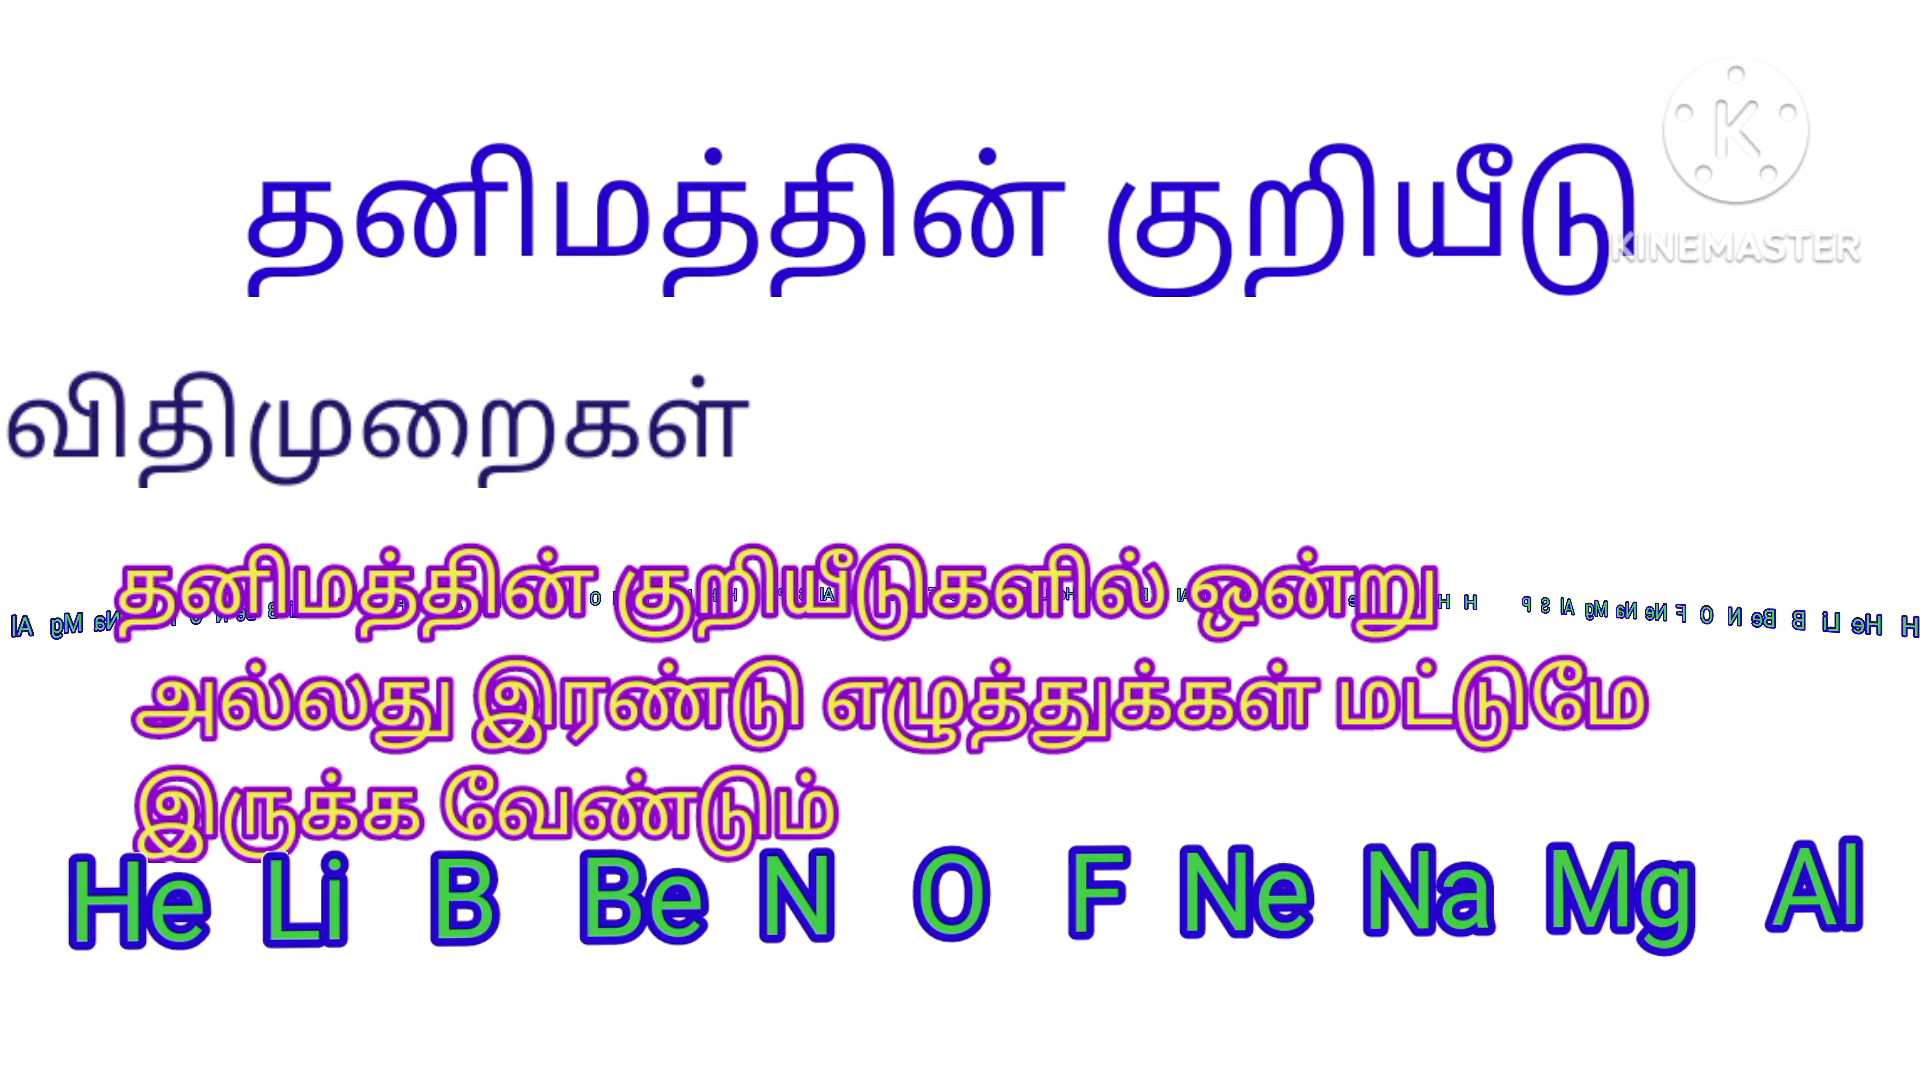 தனிமத்தின் குறியீடு
K
KINEMASTER
விதிமுறைகள்
தனிமத்தின் குறியீடுகளில் ஒன்று
அல்லது இரண்டு எழுத்துக்கள் மட்டுமே
இருக்க வேண்டும்
He Li B Be N O F Ne Na Mg Al